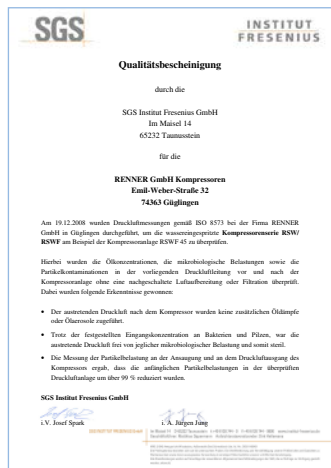 SGS
INSTITUT
FRESENIUS
Qualitätsbescheinigung
durch die
SGS Institut Fresenius GmbH
Im Maisel 14
65232 Taunusstein
für die
RENNER GmbH Kompressoren
Emil-Weber-Straße 32
74363 Güglingen
Am 19.12.2008 wurden Druckluftmessungen gemäß ISO 8573 bei der Firma RENNER
GmbH in Güglingen durchgeführt, um die wassereingespritzte Kompressorenserie RSW/
RSWF am Beispiel der Kompressoranlage RSWF 45 zu überprüfen.
Hierbei wurden die Ölkonzentrationen, die mikrobiologische Belastungen sowie die
Partikelkontaminationen in der vorliegenden Druckluftleitung vor und nach der
Kompressoranlage ohne eine nachgeschaltete Luftaufbereitung oder Filtration überprüft.
Dabei wurden folgende Erkenntnisse gewonnen:
• Der austretenden Druckluft nach dem Kompressor wurden keine zusätzlichen Öldämpfe
oder Ölaerosole zugeführt.
• Trotz der festgestellten Eingangskonzentration an Bakterien und Pilzen, war die
austretende Druckluft frei von jeglicher mikrobiologischer Belastung und somit steril.
• Die Messung der Partikelbelastung an der Ansaugung und an dem Druckluftausgang des
Kompressors ergab, dass die anfänglichen Partikelbelastungen in der überprüften
Druckluftanlage um über 99 % reduziert wurden.
SGS Institut Fresenius GmbH
i.V. Josef Spark
i. A. Jürgen Jung